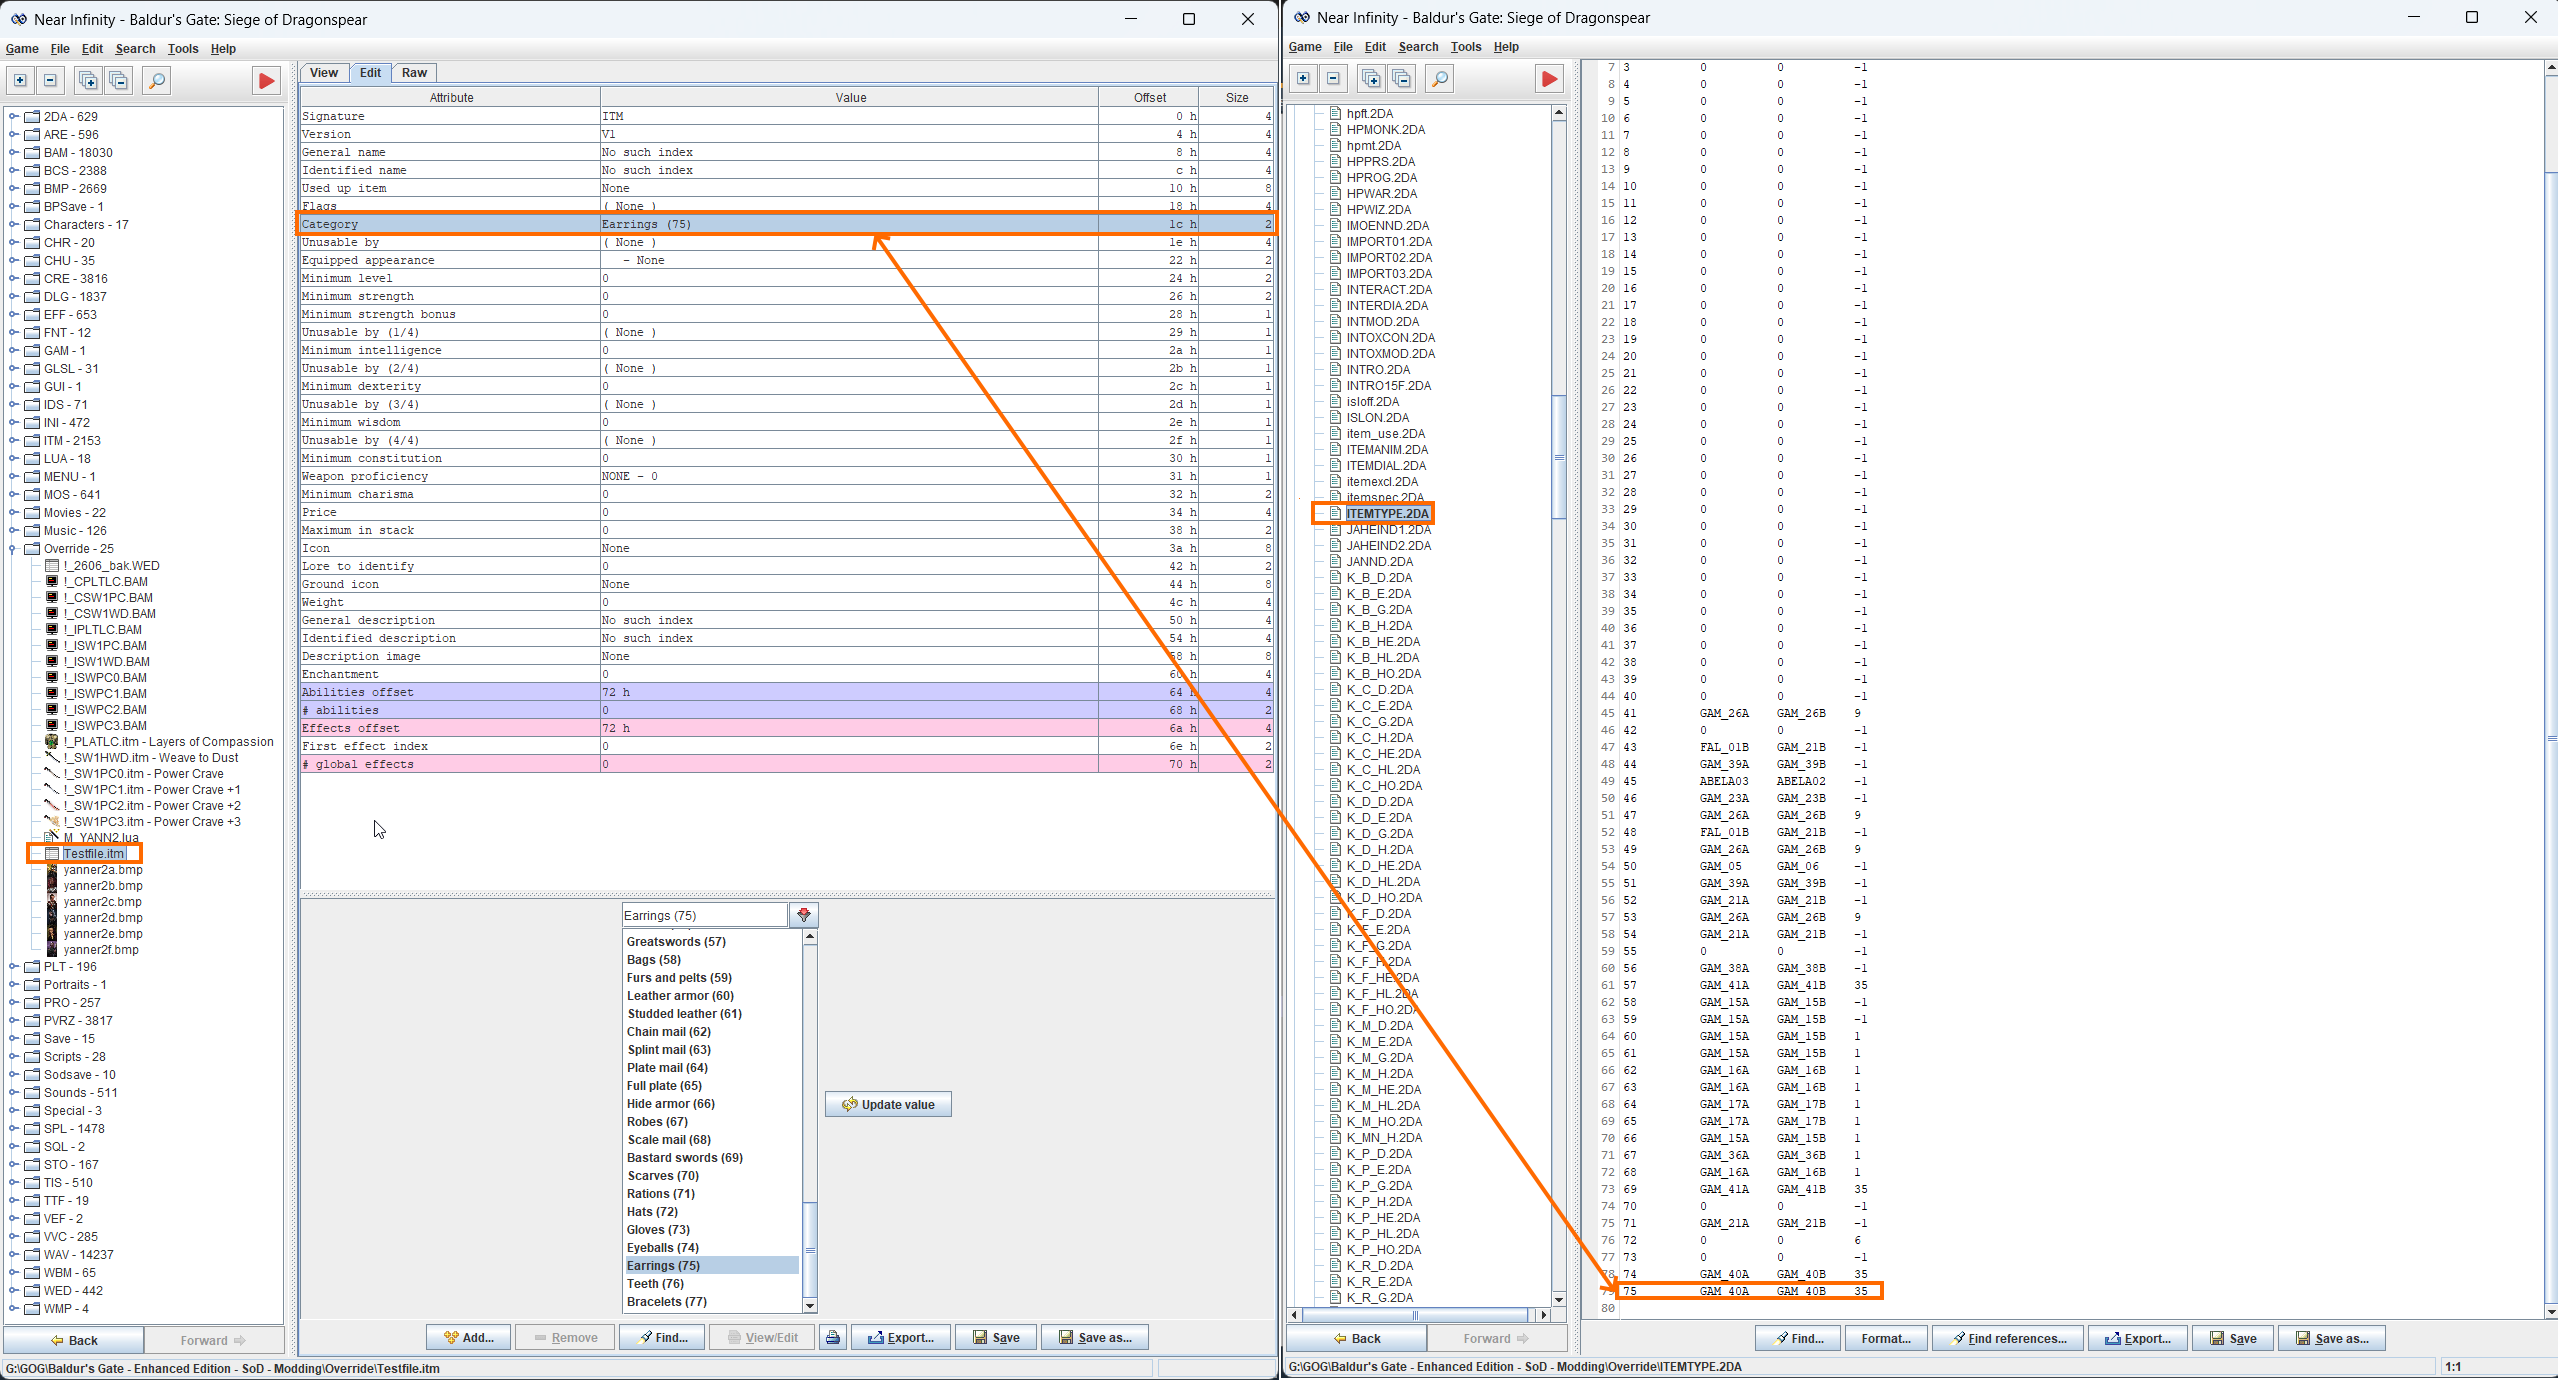 Near Infinity - Baldur's Gate: Siege of Dragonspear
Game File Edit Search Tools Help
2DA - 629
ARE - 596
BAM - 18030
BCS - 2388
BMP - 2669
BPSave - 1
Characters - 17
CHR - 20
CHU - 35
CRE - 3816
DLG - 1837
EFF - 653
FNT - 12
GAM - 1
GLSL - 31
GUI - 1
IDS - 71
INI - 472
ITM - 2153
LUA - 18
MENU - 1
MOS - 641
Movies - 22
Music - 126
Override - 25
!_2606_bak.WED
!_CPLTLC.BAM
!_CSW1PC.BAM
!_CSW1WD.BAM
!_IPLTLC.BAM
!_ISW1PC.BAM
!_ISW1WD.BAM
!_ISWPC0.BAM
!_ISWPC1.BAM
!_ISWPC2.BAM
!_ISWPC3.BAM
!_PLATLC.itm - Layers of Compassion
!_SW1HWD.itm - Weave to Dust
!_SW1PC0.itm - Power Crave
!_SW1PC1.itm - Power Crave +1
!_SW1PC2.itm - Power Crave +2
!_SW1PC3.itm - Power Crave +3
M_YANN2.lua
Testfile.itm
yanner2a.bmp
yanner2b.bmp
yanner2c.bmp
yanner2d.bmp
yanner2e.bmp
yanner2f.bmp
PLT - 196
Portraits - 1
PRO - 257
PVRZ - 3817
Save - 15
Scripts - 28
Sodsave - 10
Sounds - 511
Special - 3
SPL - 1478
SQL - 2
STO - 167
TIS - 510
TTF - 19
VEF - 2
VVC - 285
WAV - 14237
WBM - 65
WED - 442
WMP - 4
Back Forward
View Edit Raw
Attribute Value Offset Size
Signature ITM 0 h 4
Version V1 4 h 4
General name No such index 8 h 4
Identified name No such index c h 4
Used up item None 10 h 8
Flags ( None ) 18 h 4
Category Earrings (75) 1c h 2
Unusable by ( None ) 1e h 4
Equipped appearance - None 22 h 2
Minimum level 0 24 h 2
Minimum strength 0 26 h 2
Minimum strength bonus 0 28 h 1
Unusable by (1/4) ( None ) 29 h 1
Minimum intelligence 0 2a h 1
Unusable by (2/4) ( None ) 2b h 1
Minimum dexterity 0 2c h 1
Unusable by (3/4) ( None ) 2d h 1
Minimum wisdom 0 2e h 1
Unusable by (4/4) ( None ) 2f h 1
Minimum constitution 0 30 h 1
Weapon proficiency NONE - 0 31 h 1
Minimum charisma 0 32 h 2
Price 0 34 h 4
Maximum in stack 0 38 h 2
Icon None 3a h 8
Lore to identify 0 42 h 2
Ground icon None 44 h 8
Weight 0 4c h 4
General description No such index 50 h 4
Identified description No such index 54 h 4
Description image None 58 h 8
Enchantment 0 60 h 4
Abilities offset 72 h 64 h 4
# abilities 0 68 h 2
Effects offset 72 h 6a h 4
First effect index 0 6e h 2
# global effects 0 70 h 2
Earrings (75)
Greatswords (57)
Bags (58)
Furs and pelts (59)
Leather armor (60)
Studded leather (61)
Chain mail (62)
Splint mail (63)
Plate mail (64)
Full plate (65)
Hide armor (66)
Robes (67)
Scale mail (68)
Bastard swords (69)
Scarves (70)
Rations (71)
Hats (72)
Gloves (73)
Eyeballs (74)
Earrings (75)
Teeth (76)
Bracelets (77)
Update value
Add... Remove Find... View/Edit Export... Save Save as...
G:\GOG\Baldur's Gate - Enhanced Edition - SoD - Modding\Override\Testfile.itm
Near Infinity - Baldur's Gate: Siege of Dragonspear
Game File Edit Search Tools Help
hpft.2DA
HPMONK.2DA
hpmt.2DA
HPPRS.2DA
HPROG.2DA
HPWAR.2DA
HPWIZ.2DA
IMOENND.2DA
IMPORT01.2DA
IMPORT02.2DA
IMPORT03.2DA
INTERACT.2DA
INTERDIA.2DA
INTMOD.2DA
INTOXCON.2DA
INTOXMOD.2DA
INTRO.2DA
INTRO15F.2DA
isloff.2DA
ISLON.2DA
item_use.2DA
ITEMANIM.2DA
ITEMDIAL.2DA
itemexcl.2DA
itemspec.2DA
ITEMTYPE.2DA
JAHEIND1.2DA
JAHEIND2.2DA
JANND.2DA
K_B_D.2DA
K_B_E.2DA
K_B_G.2DA
K_B_H.2DA
K_B_HE.2DA
K_B_HL.2DA
K_B_HO.2DA
K_C_D.2DA
K_C_E.2DA
K_C_G.2DA
K_C_H.2DA
K_C_HE.2DA
K_C_HL.2DA
K_C_HO.2DA
K_D_D.2DA
K_D_E.2DA
K_D_G.2DA
K_D_H.2DA
K_D_HE.2DA
K_D_HL.2DA
K_D_HO.2DA
K_F_D.2DA
K_F_E.2DA
K_F_G.2DA
K_F_H.2DA
K_F_HE.2DA
K_F_HL.2DA
K_F_HO.2DA
K_M_D.2DA
K_M_E.2DA
K_M_G.2DA
K_M_H.2DA
K_M_HE.2DA
K_M_HL.2DA
K_M_HO.2DA
K_MN_H.2DA
K_P_D.2DA
K_P_E.2DA
K_P_G.2DA
K_P_H.2DA
K_P_HE.2DA
K_P_HL.2DA
K_P_HO.2DA
K_R_D.2DA
K_R_E.2DA
K_R_G.2DA
Back Forward
7 3 0 0 -1
8 4 0 0 -1
9 5 0 0 -1
10 6 0 0 -1
11 7 0 0 -1
12 8 0 0 -1
13 9 0 0 -1
14 10 0 0 -1
15 11 0 0 -1
16 12 0 0 -1
17 13 0 0 -1
18 14 0 0 -1
19 15 0 0 -1
20 16 0 0 -1
21 17 0 0 -1
22 18 0 0 -1
23 19 0 0 -1
24 20 0 0 -1
25 21 0 0 -1
26 22 0 0 -1
27 23 0 0 -1
28 24 0 0 -1
29 25 0 0 -1
30 26 0 0 -1
31 27 0 0 -1
32 28 0 0 -1
33 29 0 0 -1
34 30 0 0 -1
35 31 0 0 -1
36 32 0 0 -1
37 33 0 0 -1
38 34 0 0 -1
39 35 0 0 -1
40 36 0 0 -1
41 37 0 0 -1
42 38 0 0 -1
43 39 0 0 -1
44 40 0 0 -1
45 41 GAM_26A GAM_26B 9
46 42 0 0 -1
47 43 FAL_01B GAM_21B -1
48 44 GAM_39A GAM_39B -1
49 45 ABELA03 ABELA02 -1
50 46 GAM_23A GAM_23B -1
51 47 GAM_26A GAM_26B 9
52 48 FAL_01B GAM_21B -1
53 49 GAM_26A GAM_26B 9
54 50 GAM_05 GAM_06 -1
55 51 GAM_39A GAM_39B -1
56 52 GAM_21A GAM_21B -1
57 53 GAM_26A GAM_26B 9
58 54 GAM_21A GAM_21B -1
59 55 0 0 -1
60 56 GAM_38A GAM_38B -1
61 57 GAM_41A GAM_41B 35
62 58 GAM_15A GAM_15B -1
63 59 GAM_15A GAM_15B -1
64 60 GAM_15A GAM_15B 1
65 61 GAM_15A GAM_15B 1
66 62 GAM_16A GAM_16B 1
67 63 GAM_16A GAM_16B 1
68 64 GAM_17A GAM_17B 1
69 65 GAM_17A GAM_17B 1
70 66 GAM_15A GAM_15B 1
71 67 GAM_36A GAM_36B 1
72 68 GAM_16A GAM_16B 1
73 69 GAM_41A GAM_41B 35
74 70 0 0 -1
75 71 GAM_21A GAM_21B -1
76 72 0 0 6
77 73 0 0 -1
78 74 GAM_40A GAM_40B 35
79 75 GAM_40A GAM_40B 35
80
Find... Format... Find references... Export... Save Save as...
G:\GOG\Baldur's Gate - Enhanced Edition - SoD - Modding\Override\ITEMTYPE.2DA 1:1